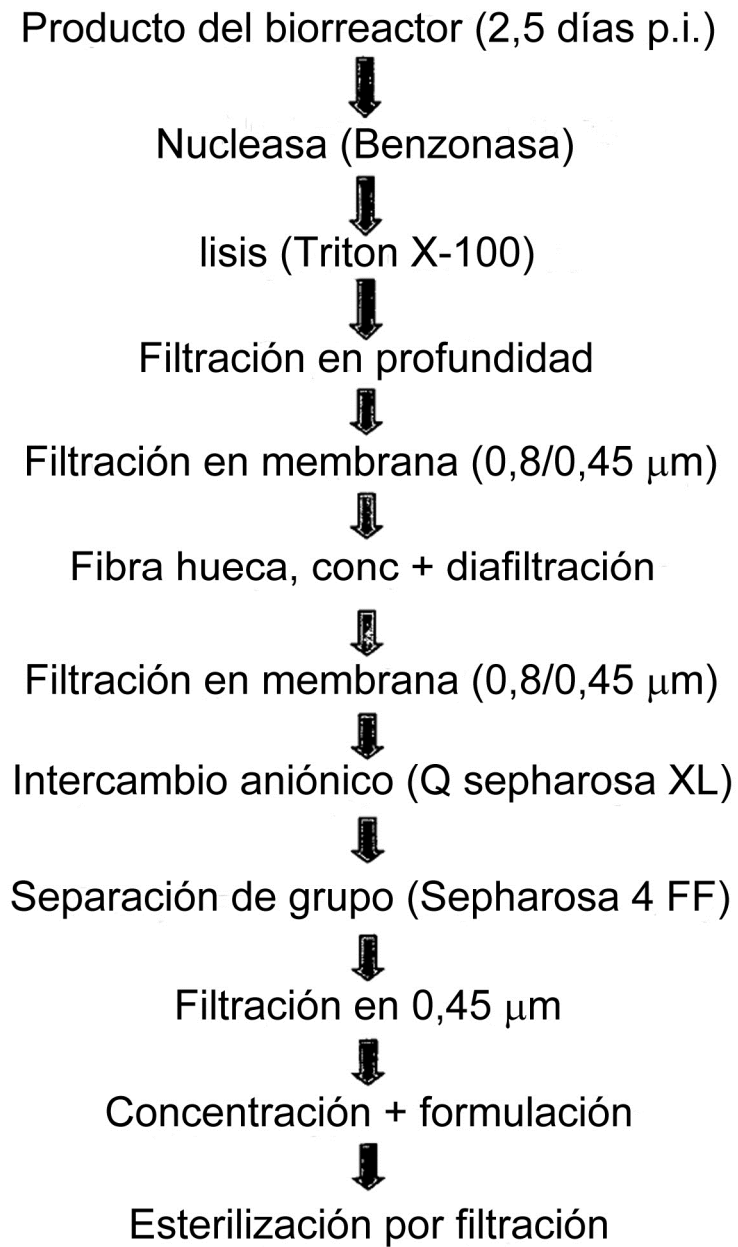 Producto del biorreactor (2,5 días p.i.)
Nucleasa (Benzonasa)
lisis (Triton X-100)
Filtración en profundidad
Filtración en membrana (0,8/0,45 μm)
Fibra hueca, conc + diafiltración
Filtración en membrana (0,8/0,45 μm)
Intercambio aniónico (Q sepharosa XL)
Separación de grupo (Sepharosa 4 FF)
Filtración en 0,45 μm
Concentración + formulación
Esterilización por filtración